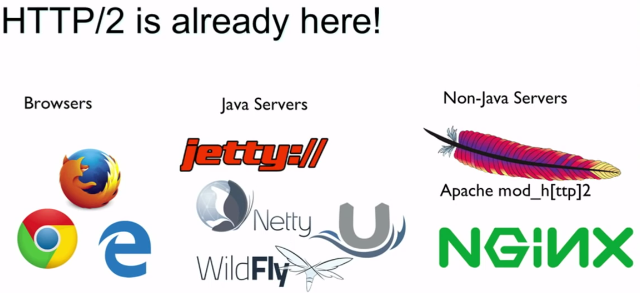 HTTP/2 is already here!
Browsers
Java Servers
Non-Java Servers
jetty://
Netty
WildFly
Apache mod_h[ttp]2
NGINX